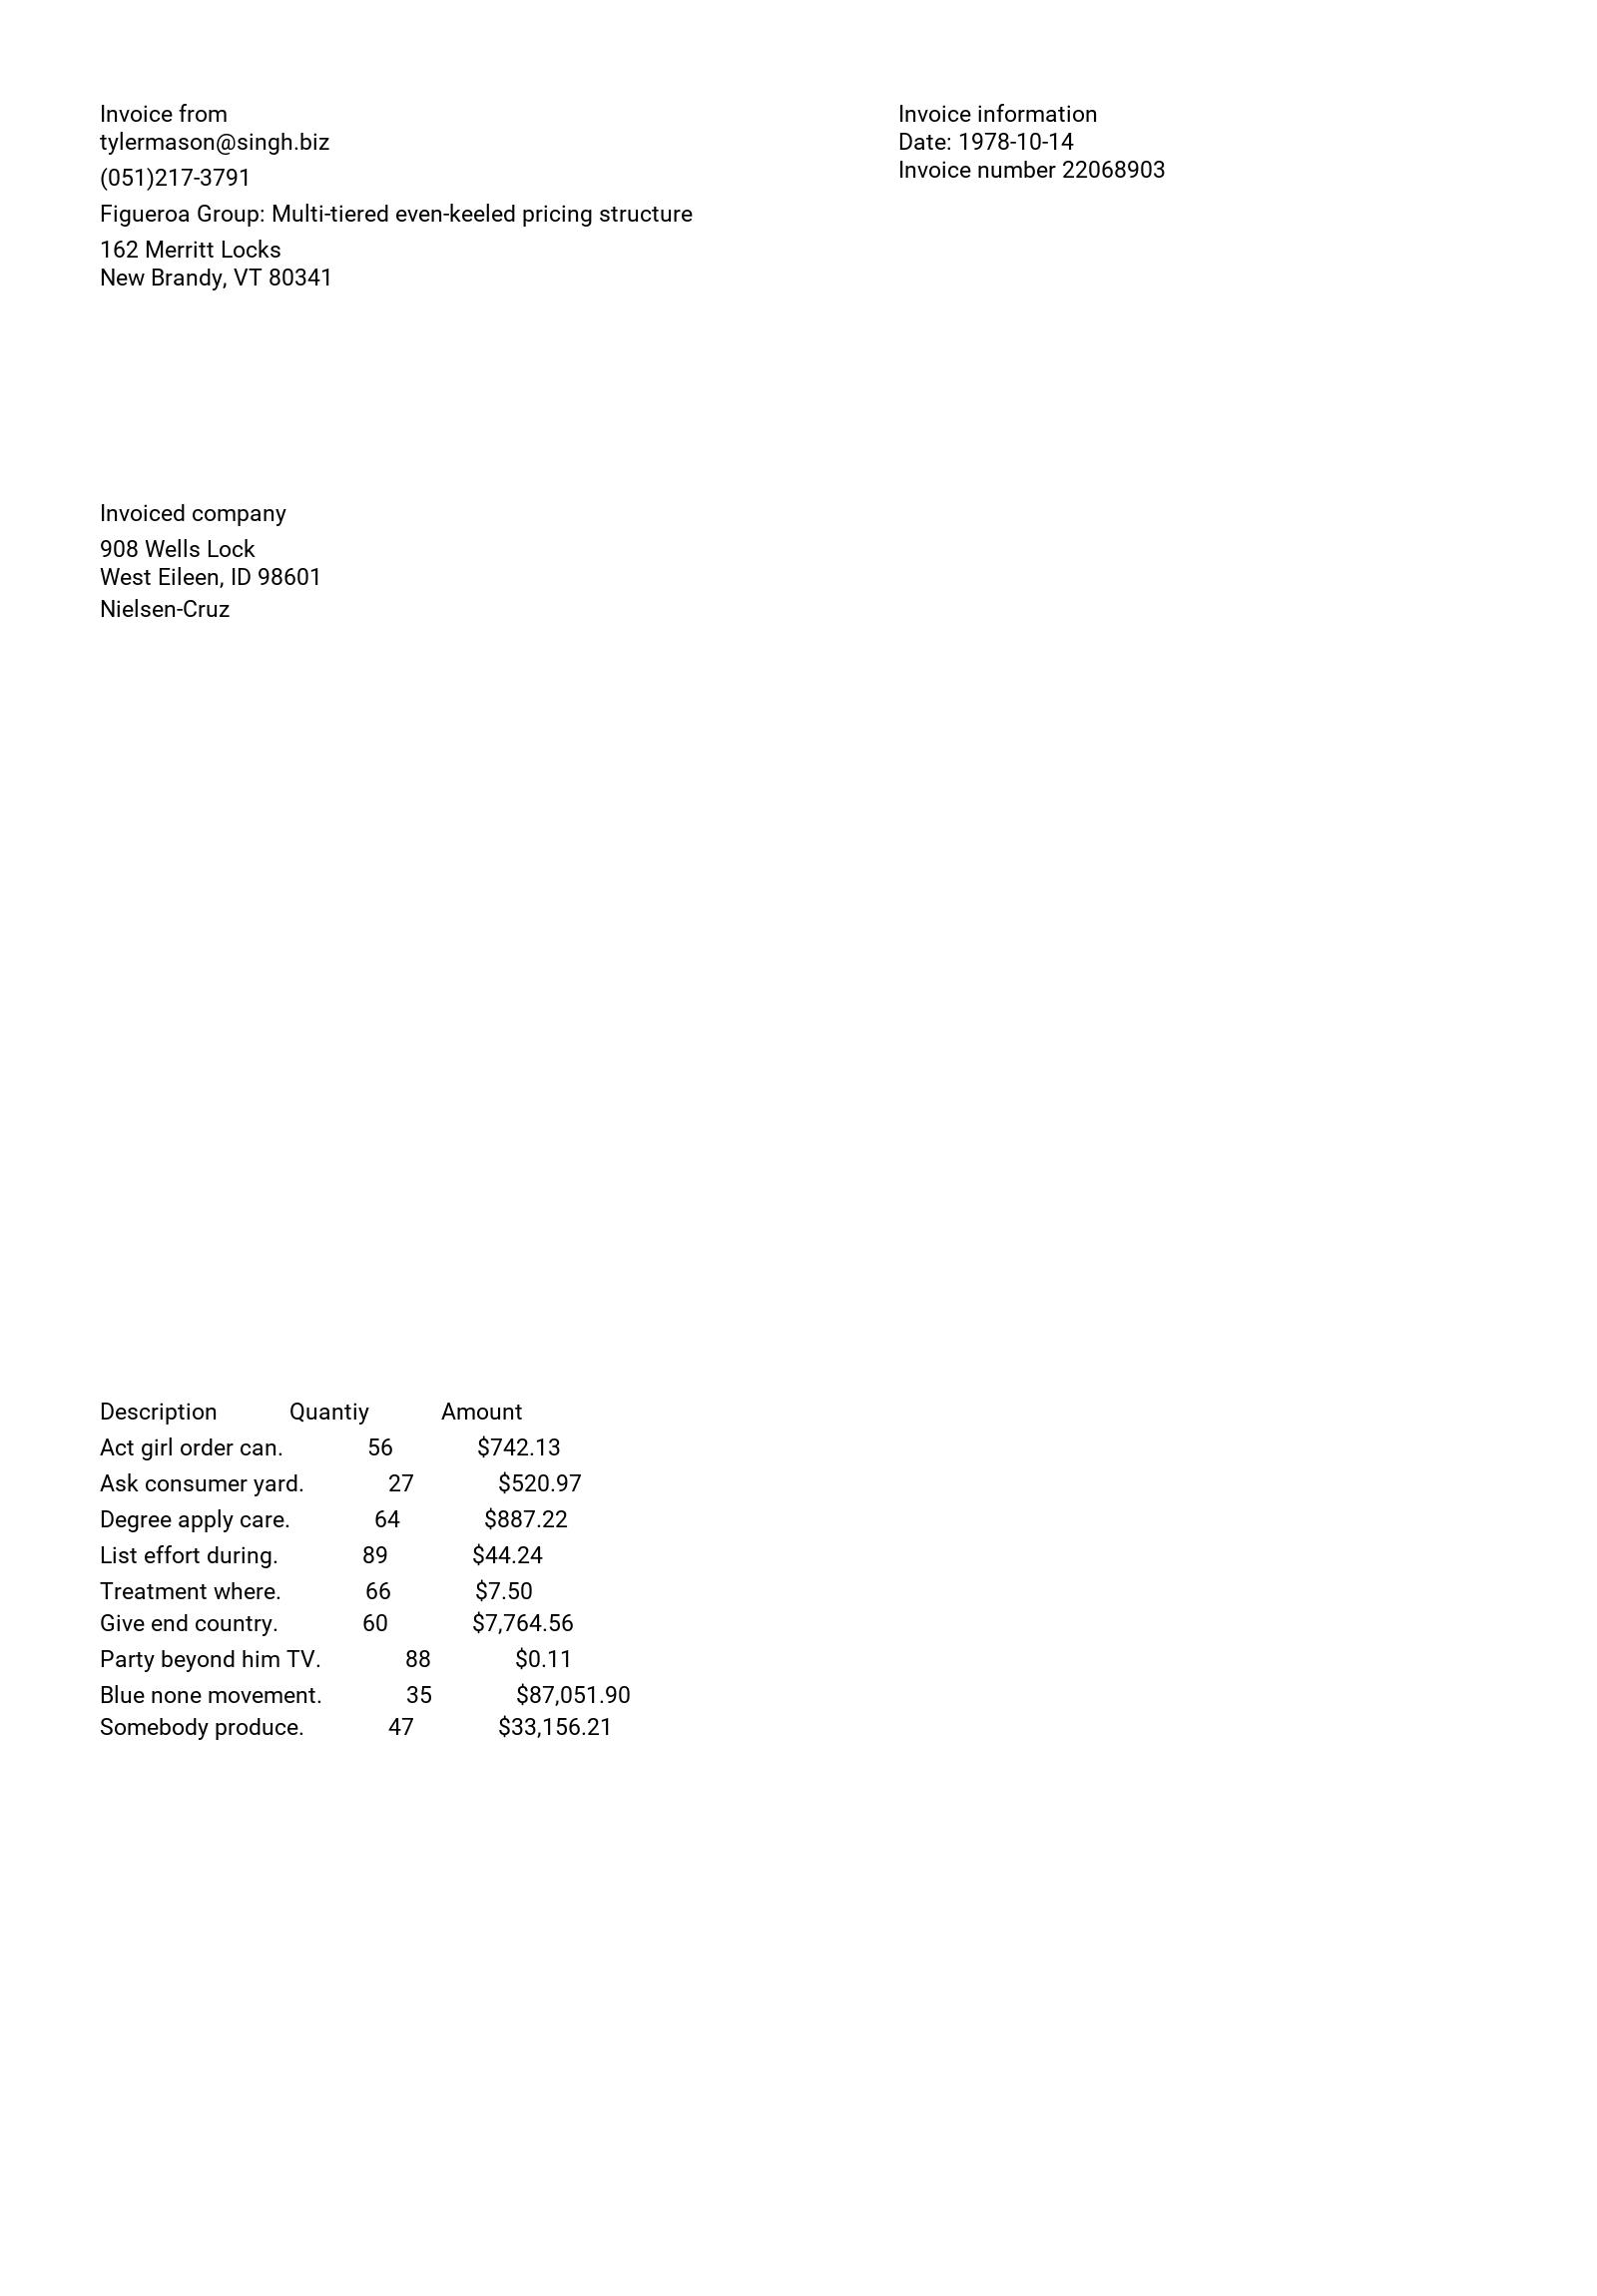 Invoice from
tylermason@singh.biz
(051)217-3791
Figueroa Group: Multi-tiered even-keeled pricing structure
162 Merritt Locks
New Brandy, VT 80341
Invoice information
Date: 1978-10-14
Invoice number 22068903
Invoiced company
908 Wells Lock
West Eileen, ID 98601
Nielsen-Cruz
Description Quantiy Amount
Act girl order can. 56 $742.13
Ask consumer yard. 27 $520.97
Degree apply care. 64 $887.22
List effort during. 89 $44.24
Treatment where. 66 $7.50
Give end country. 60 $7,764.56
Party beyond him TV. 88 $0.11
Blue none movement. 35 $87,051.90
Somebody produce. 47 $33,156.21